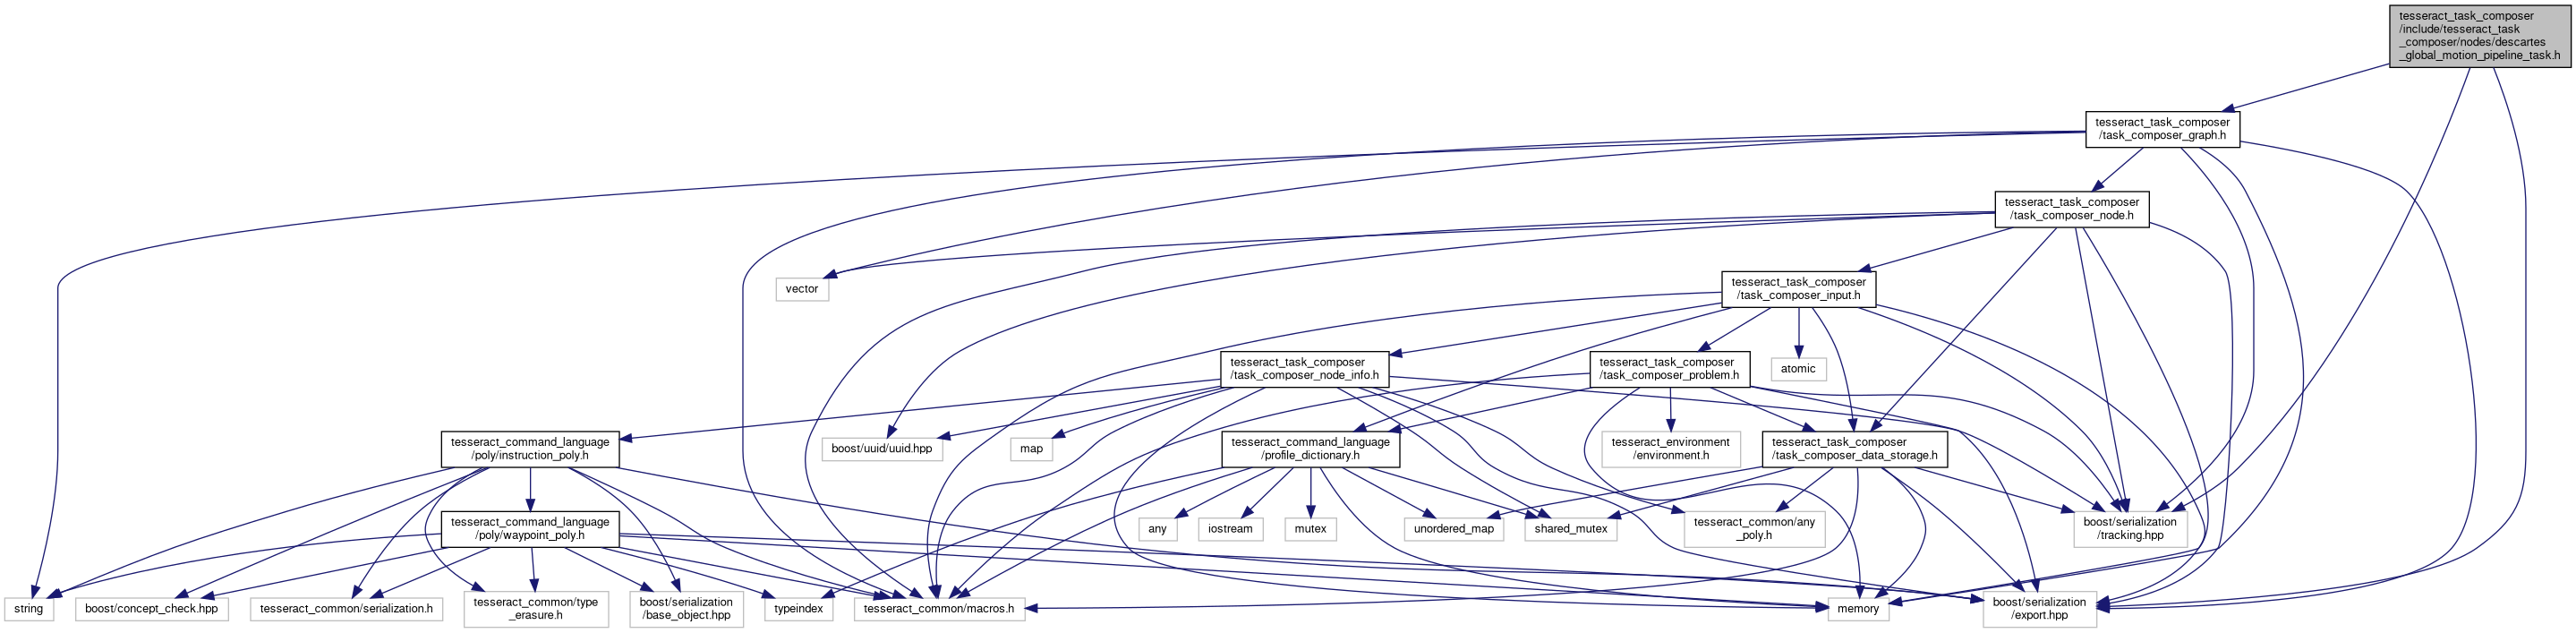 tesseract_task_composer
/include/tesseract_task
_composer/nodes/descartes
_global_motion_pipeline_task.h
tesseract_task_composer
/task_composer_graph.h
tesseract_task_composer
/task_composer_node.h
vector
tesseract_task_composer
/task_composer_input.h
tesseract_task_composer
/task_composer_node_info.h
tesseract_task_composer
/task_composer_problem.h
atomic
tesseract_command_language
/poly/instruction_poly.h
boost/uuid/uuid.hpp
map
tesseract_command_language
/profile_dictionary.h
tesseract_environment
/environment.h
tesseract_task_composer
/task_composer_data_storage.h
tesseract_command_language
/poly/waypoint_poly.h
any
iostream
mutex
unordered_map
shared_mutex
tesseract_common/any
_poly.h
boost/serialization
/tracking.hpp
string
boost/concept_check.hpp
tesseract_common/serialization.h
tesseract_common/type
_erasure.h
boost/serialization
/base_object.hpp
typeindex
tesseract_common/macros.h
memory
boost/serialization
/export.hpp